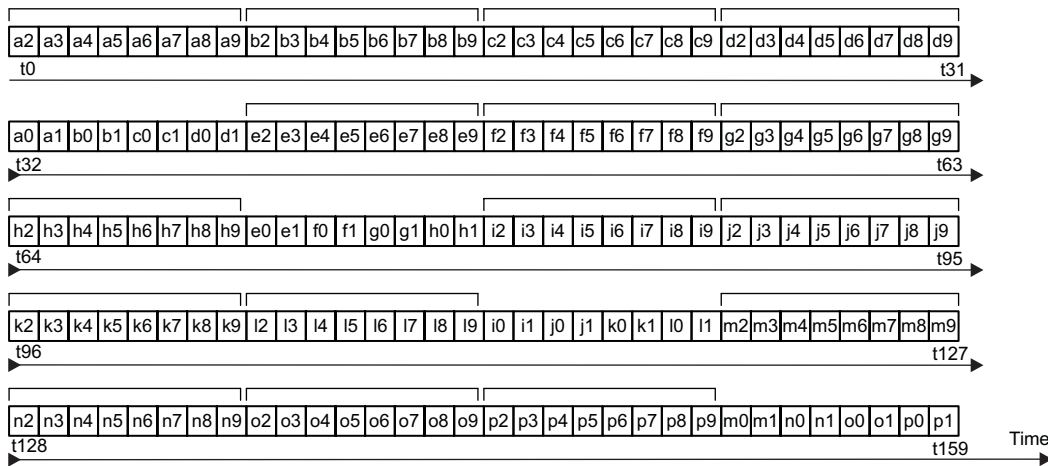 a2 a3 a4 a5 a6 a7 a8 a9 b2 b3 b4 b5 b6 b7 b8 b9 c2 c3 c4 c5 c6 c7 c8 c9 d2 d3 d4 d5 d6 d7 d8 d9
t0 t31
a0 a1 b0 b1 c0 c1 d0 d1 e2 e3 e4 e5 e6 e7 e8 e9 f2 f3 f4 f5 f6 f7 f8 f9 g2 g3 g4 g5 g6 g7 g8 g9
t32 t63
h2 h3 h4 h5 h6 h7 h8 h9 e0 e1 f0 f1 g0 g1 h0 h1 i2 i3 i4 i5 i6 i7 i8 i9 j2 j3 j4 j5 j6 j7 j8 j9
t64 t95
k2 k3 k4 k5 k6 k7 k8 k9 l2 l3 l4 l5 l6 l7 l8 l9 i0 i1 j0 j1 k0 k1 l0 l1 m2 m3 m4 m5 m6 m7 m8 m9
t96 t127
n2 n3 n4 n5 n6 n7 n8 n9 o2 o3 o4 o5 o6 o7 o8 o9 p2 p3 p4 p5 p6 p7 p8 p9 m0 m1 n0 n1 o0 o1 p0 p1
t128 t159 Time